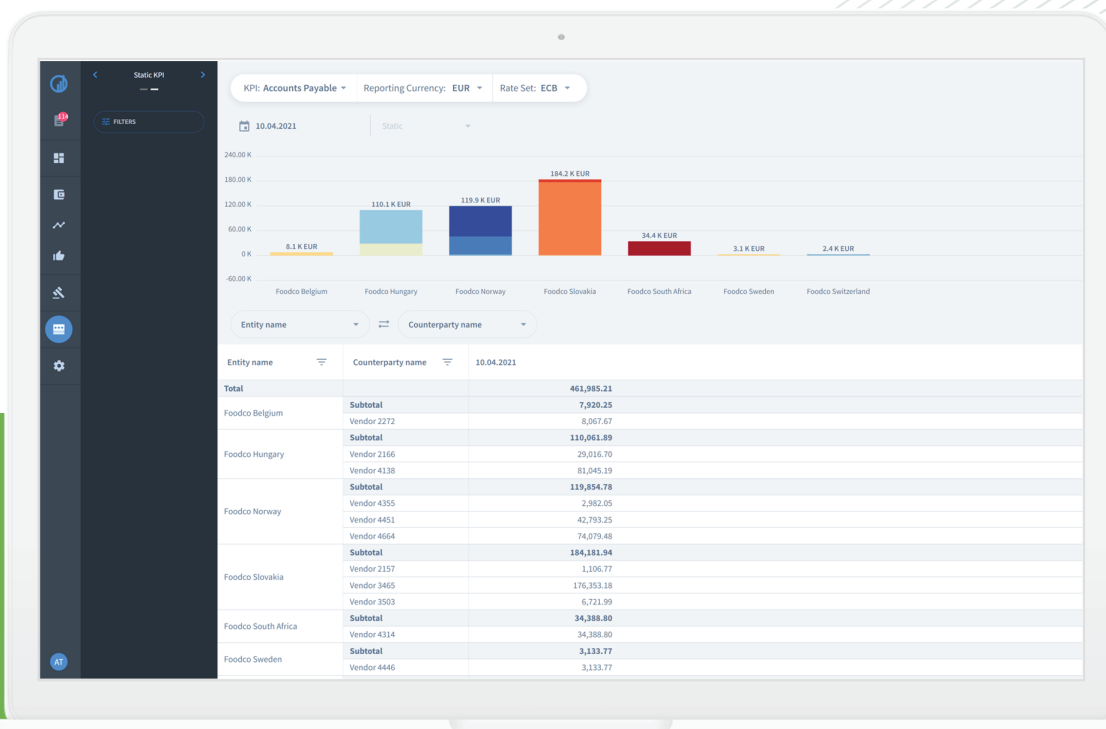 Static KPI
114
FILTERS
KPI: Accounts Payable
Reporting Currency: EUR
Rate Set: ECB
10.04.2021
Static
240.00 K
180.00 K
120.00 K
60.00 K
0 K
-60.00 K
8.1 K EUR
110.1 K EUR
119.9 K EUR
184.2 K EUR
34.4 K EUR
3.1 K EUR
2.4 K EUR
Foodco Belgium
Foodco Hungary
Foodco Norway
Foodco Slovakia
Foodco South Africa
Foodco Sweden
Foodco Switzerland
Entity name
Counterparty name
Entity name Counterparty name 10.04.2021
Total 461,985.21
Foodco Belgium
Subtotal 7,920.25
Vendor 2272 8,067.67
Foodco Hungary
Subtotal 110,061.89
Vendor 2166 29,016.70
Vendor 4138 81,045.19
Foodco Norway
Subtotal 119,854.78
Vendor 4355 2,982.05
Vendor 4451 42,793.25
Vendor 4664 74,079.48
Foodco Slovakia
Subtotal 184,181.94
Vendor 2157 1,106.77
Vendor 3465 176,353.18
Vendor 3503 6,721.99
Foodco South Africa
Subtotal 34,388.80
Vendor 4314 34,388.80
Foodco Sweden
Subtotal 3,133.77
Vendor 4446 3,133.77
AT